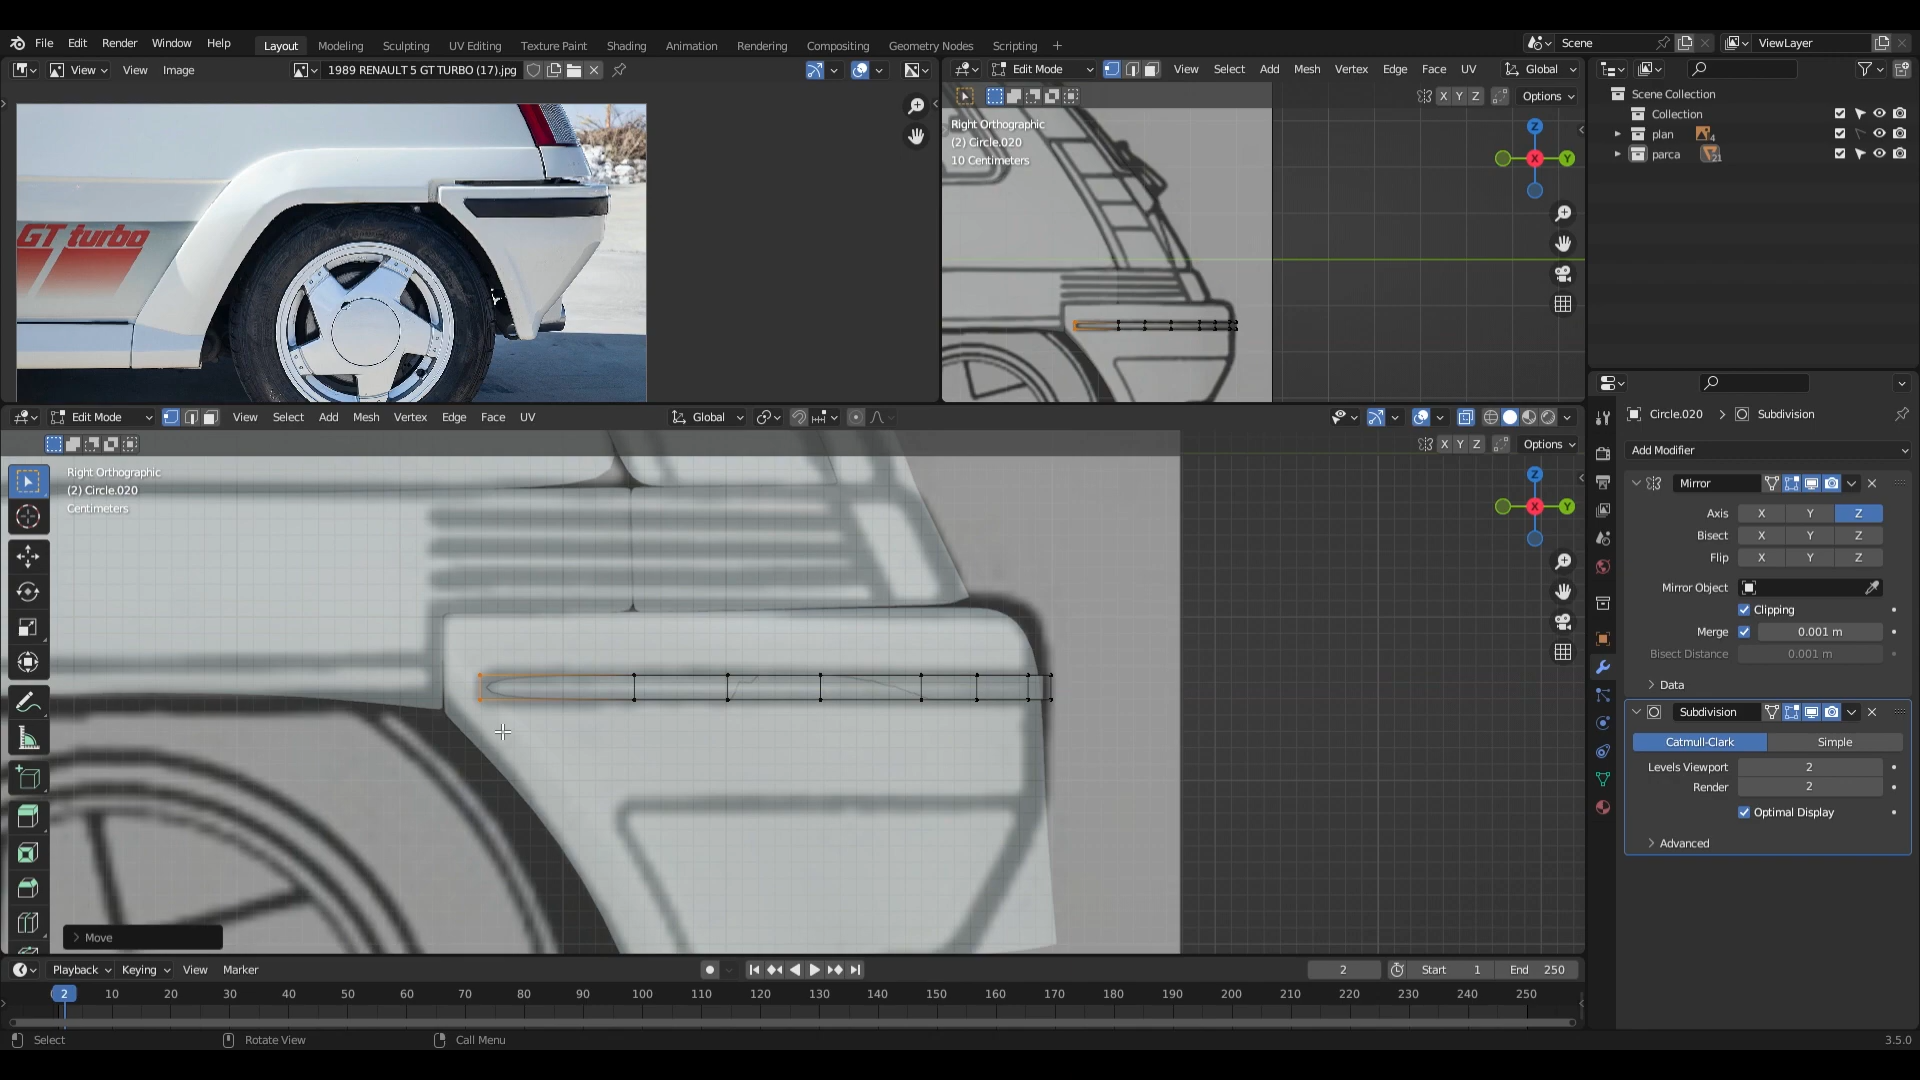 File Edit Render Window Help Layout Modeling Sculpting UV Editing Texture Paint Shading Animation Rendering Compositing Geometry Nodes Scripting + Scene ViewLayer
View View Image 1989 RENAULT 5 GT TURBO (17).jpg
Edit Mode View Select Add Mesh Vertex Edge Face UV Global
X Y Z Options
Right Orthographic
(2) Circle.020
10 Centimeters
Z
Y
X
GT turbo
Scene Collection
Collection
plan 4
parca 21
Edit Mode View Select Add Mesh Vertex Edge Face UV Global
X Y Z Options
Right Orthographic
(2) Circle.020
Centimeters
Z
Y
X
Move
Circle.020 > Subdivision
Add Modifier
Mirror
Axis X Y Z
Bisect X Y Z
Flip X Y Z
Mirror Object
Clipping
Merge 0.001 m
Bisect Distance 0.001 m
Data
Subdivision
Catmull-Clark Simple
Levels Viewport 2
Render 2
Optimal Display
Advanced
Playback Keying View Marker 2 Start 1 End 250
2 10 20 30 40 50 60 70 80 90 100 110 120 130 140 150 160 170 180 190 200 210 220 230 240 250
Select Rotate View Call Menu 3.5.0